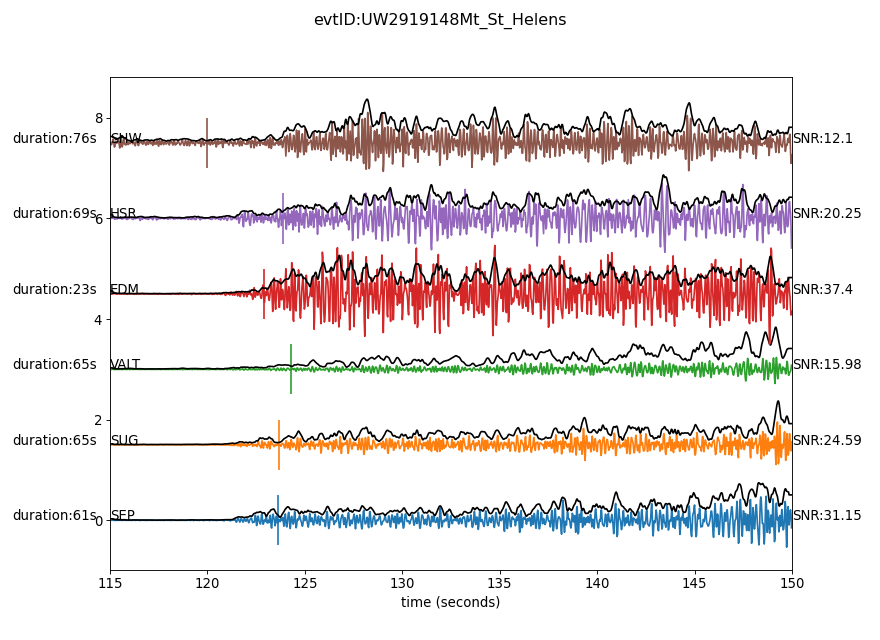 evtID:UW2919148Mt_St_Helens
8
duration:76s SHW SNR:12.1
duration:69s HSR SNR:20.25
6
duration:23s EDM SNR:37.4
4
duration:65s VALT SNR:15.98
2
duration:65s SUG SNR:24.59
duration:61s SEP SNR:31.15
0
115 120 125 130 135 140 145 150
time (seconds)